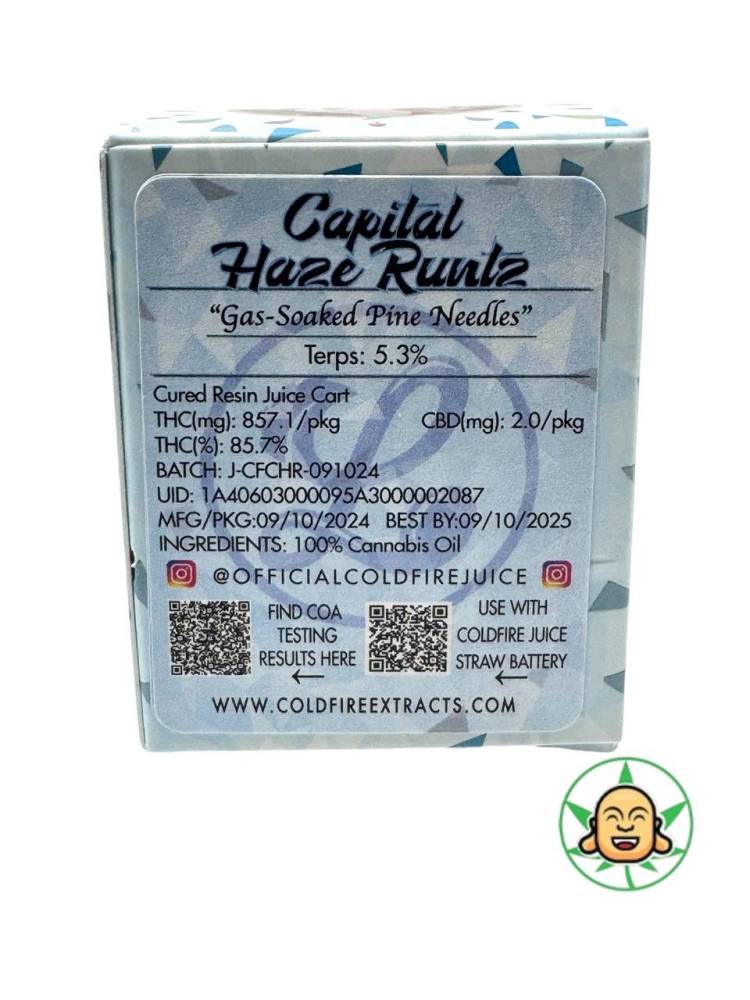 Capital
Haze Runtz
“Gas-Soaked Pine Needles”
Terps: 5.3%
Cured Resin Juice Cart
THC(mg): 857.1/pkg CBD(mg): 2.0/pkg
THC(%): 85.7%
BATCH: J-CFCHR-091024
UID: 1A40603000095A3000002087
MFG/PKG:09/10/2024 BEST BY:09/10/2025
INGREDIENTS: 100% Cannabis Oil
@OFFICIALCOLDFIREJUICE
FIND COA
TESTING
RESULTS HERE
USE WITH
COLDFIRE JUICE
STRAW BATTERY
WWW.COLDFIREEXTRACTS.COM